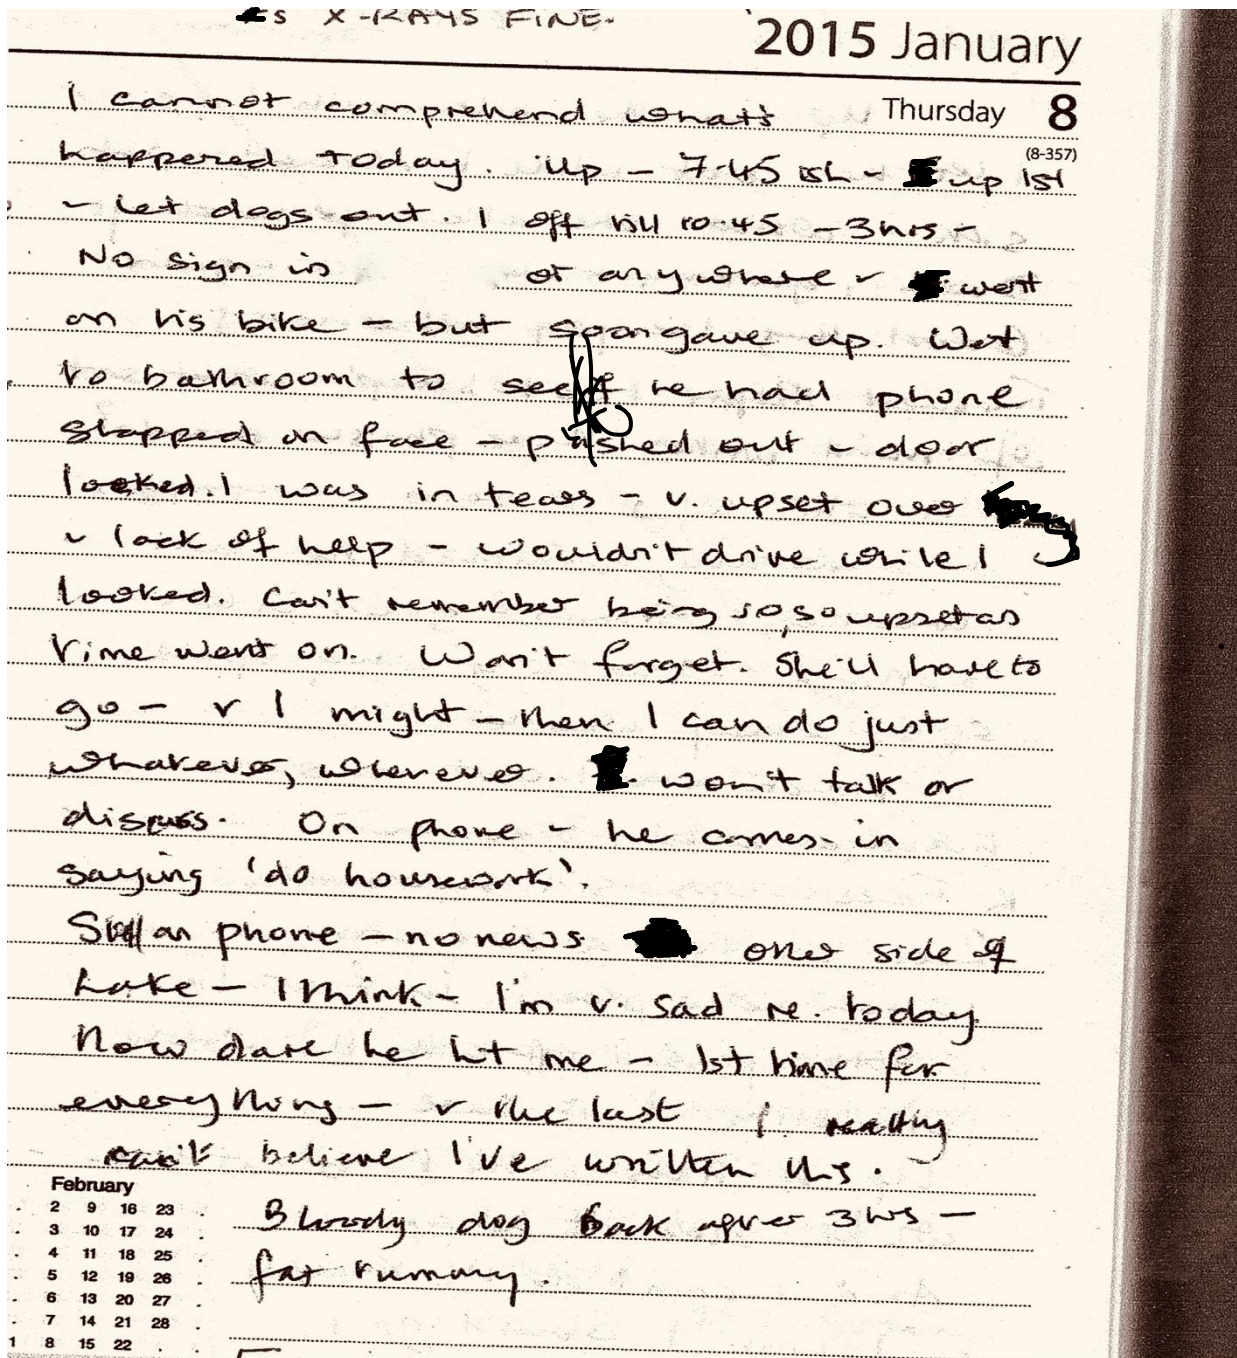 s X-RAYS FINE.
2015 January
Thursday 8
(8-357)
I cannot comprehend what's
happened today. Up - 7.45 ish - up 1st
- Let dogs out. I off till 10.45 - 3hrs -
No sign in or anywhere & went
on his bike - but soon gave up. Went
to bathroom to see if he had phone
slapped on face - pushed out & door
locked. I was in tears - v. upset over
& lack of help - wouldn't drive while I
looked. Can't remember being so, so upset as
time went on. Won't forget. She'll have to
go - & I might - then I can do just
whatever, wherever. won't talk or
discuss. On phone - he comes in
saying 'do housework'.
Still on phone - no news other side of
Lake - I think - I'm v. sad re. today
How dare he hit me - 1st time for
everything - & the last I really
can't believe I've written this.
Bloody dog back after 3 hrs -
fat tummy.
February
2 9 16 23
3 10 17 24
4 11 18 25
5 12 19 26
6 13 20 27
7 14 21 28
1 8 15 22